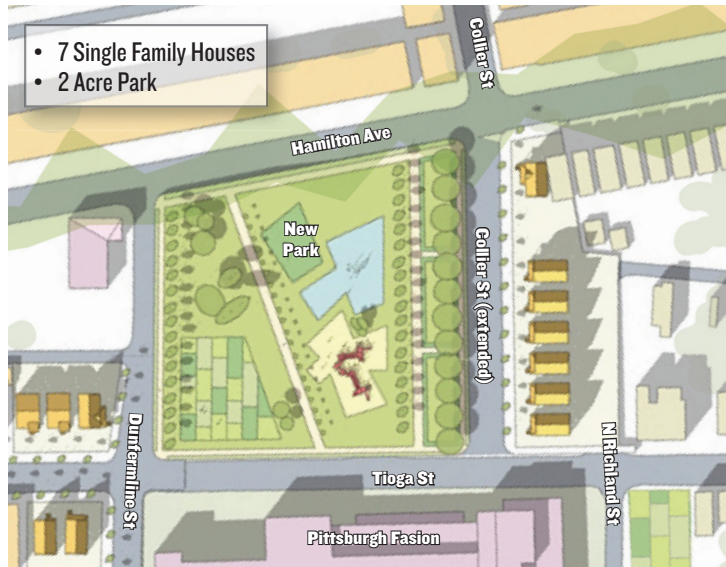 • 7 Single Family Houses
• 2 Acre Park
Collier St
Hamilton Ave
New
Park
Collier St (extended)
Dunfermline St
Tioga St
N Richland St
Pittsburgh Fasion